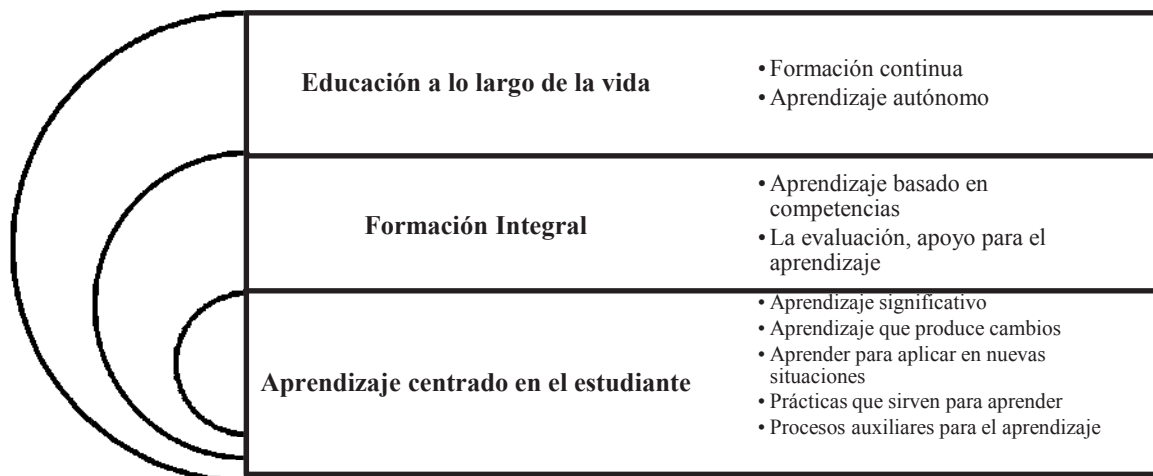 Educación a lo largo de la vida
• Formación continua
• Aprendizaje autónomo
Formación Integral
• Aprendizaje basado en
competencias
• La evaluación, apoyo para el
aprendizaje
Aprendizaje centrado en el estudiante
• Aprendizaje significativo
• Aprendizaje que produce cambios
• Aprender para aplicar en nuevas
situaciones
• Prácticas que sirven para aprender
• Procesos auxiliares para el aprendizaje